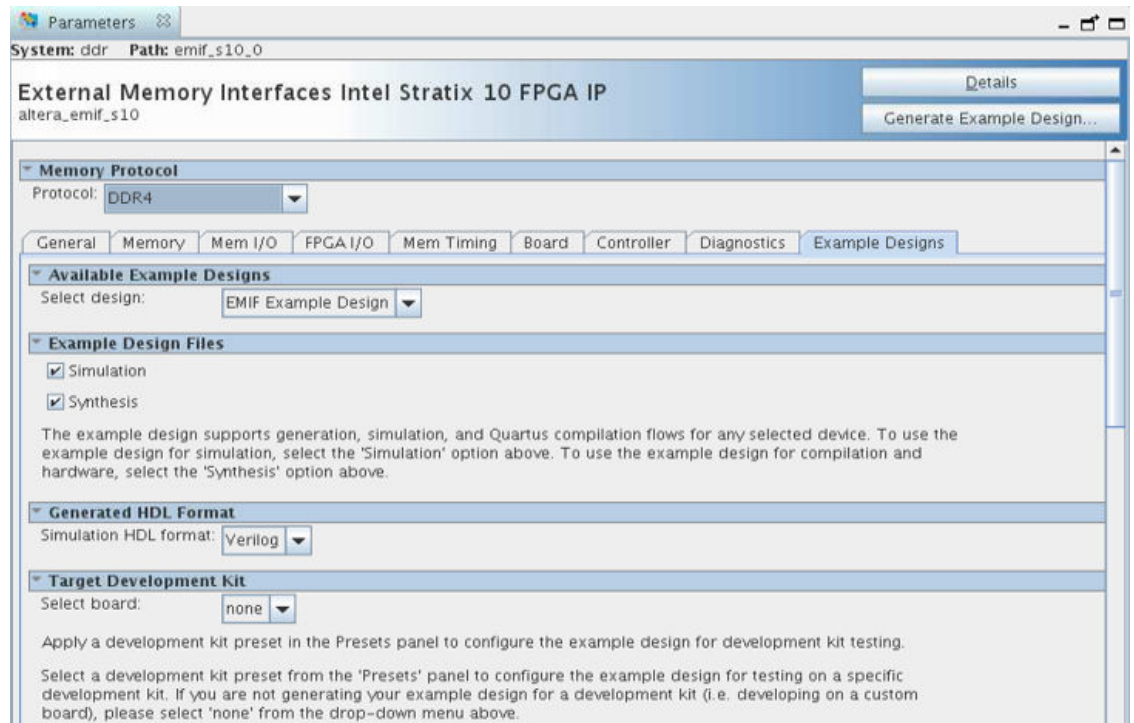 Parameters
System: ddr Path: emif_s10_0
External Memory Interfaces Intel Stratix 10 FPGA IP
altera_emif_s10
Details
Generate Example Design...
Memory Protocol
Protocol: DDR4
General Memory Mem I/O FPGA I/O Mem Timing Board Controller Diagnostics Example Designs
Available Example Designs
Select design: EMIF Example Design
Example Design Files
Simulation
Synthesis
The example design supports generation, simulation, and Quartus compilation flows for any selected device. To use the
example design for simulation, select the 'Simulation' option above. To use the example design for compilation and
hardware, select the 'Synthesis' option above.
Generated HDL Format
Simulation HDL format: Verilog
Target Development Kit
Select board: none
Apply a development kit preset in the Presets panel to configure the example design for development kit testing.
Select a development kit preset from the 'Presets' panel to configure the example design for testing on a specific
development kit. If you are not generating your example design for a development kit (i.e. developing on a custom
board), please select 'none' from the drop-down menu above.